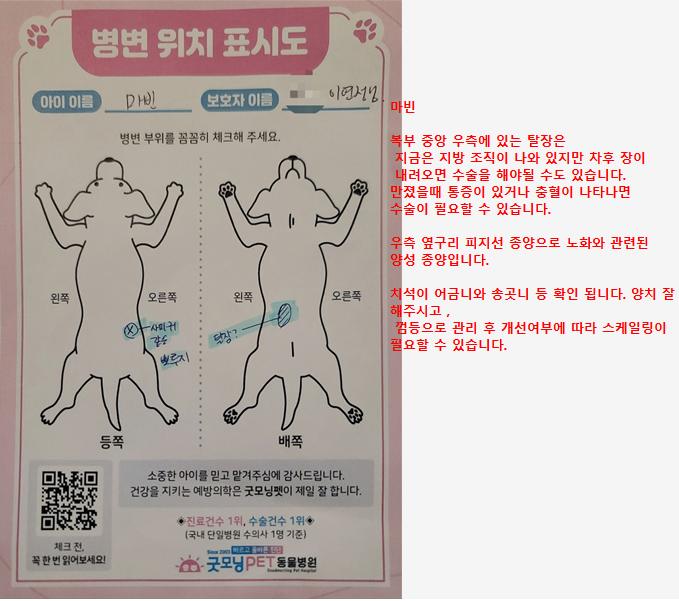 병변 위치 표시도
아이 이름 마빈 보호자 이름 이연선님.
병변 부위를 꼼꼼히 체크해 주세요.
왼쪽 오른쪽 왼쪽 오른쪽
사마귀
같은
뾰루지
탈장?
등쪽 배쪽
소중한 아이를 믿고 맡겨주심에 감사드립니다.
건강을 지키는 예방의학은 굿모닝펫이 제일 잘 합니다.
◈진료건수 1위, 수술건수 1위◈
(국내 단일병원 수의사 1명 기준)
체크 전,
꼭 한 번 읽어보세요!
Since 2001 바르고 올바른 진단
굿모닝PET 동물병원
Goodmorning Pet Hospital
마빈
복부 중앙 우측에 있는 탈장은
지금은 지방 조직이 나와 있지만 차후 장이
내려오면 수술을 해야될 수도 있습니다.
만졌을때 통증이 있거나 충혈이 나타나면
수술이 필요할 수 있습니다.
우측 옆구리 피지선 종양으로 노화와 관련된
양성 종양입니다.
치석이 어금니와 송곳니 등 확인 됩니다. 양치 잘
해주시고 ,
껌등으로 관리 후 개선여부에 따라 스케일링이
필요할 수 있습니다.